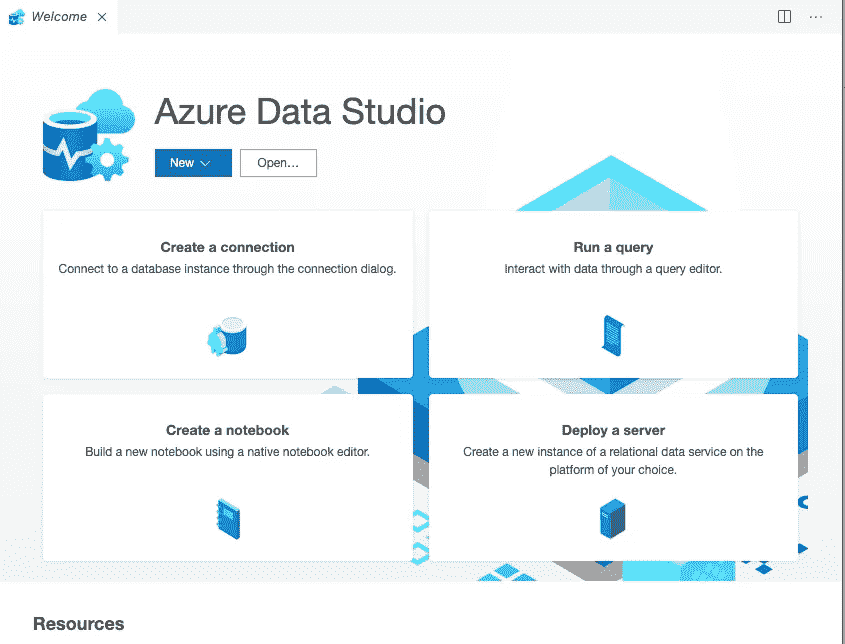 Welcome
Azure Data Studio
New
Open...
Create a connection
Connect to a database instance through the connection dialog.
Run a query
Interact with data through a query editor.
Create a notebook
Build a new notebook using a native notebook editor.
Deploy a server
Create a new instance of a relational data service on the
platform of your choice.
Resources